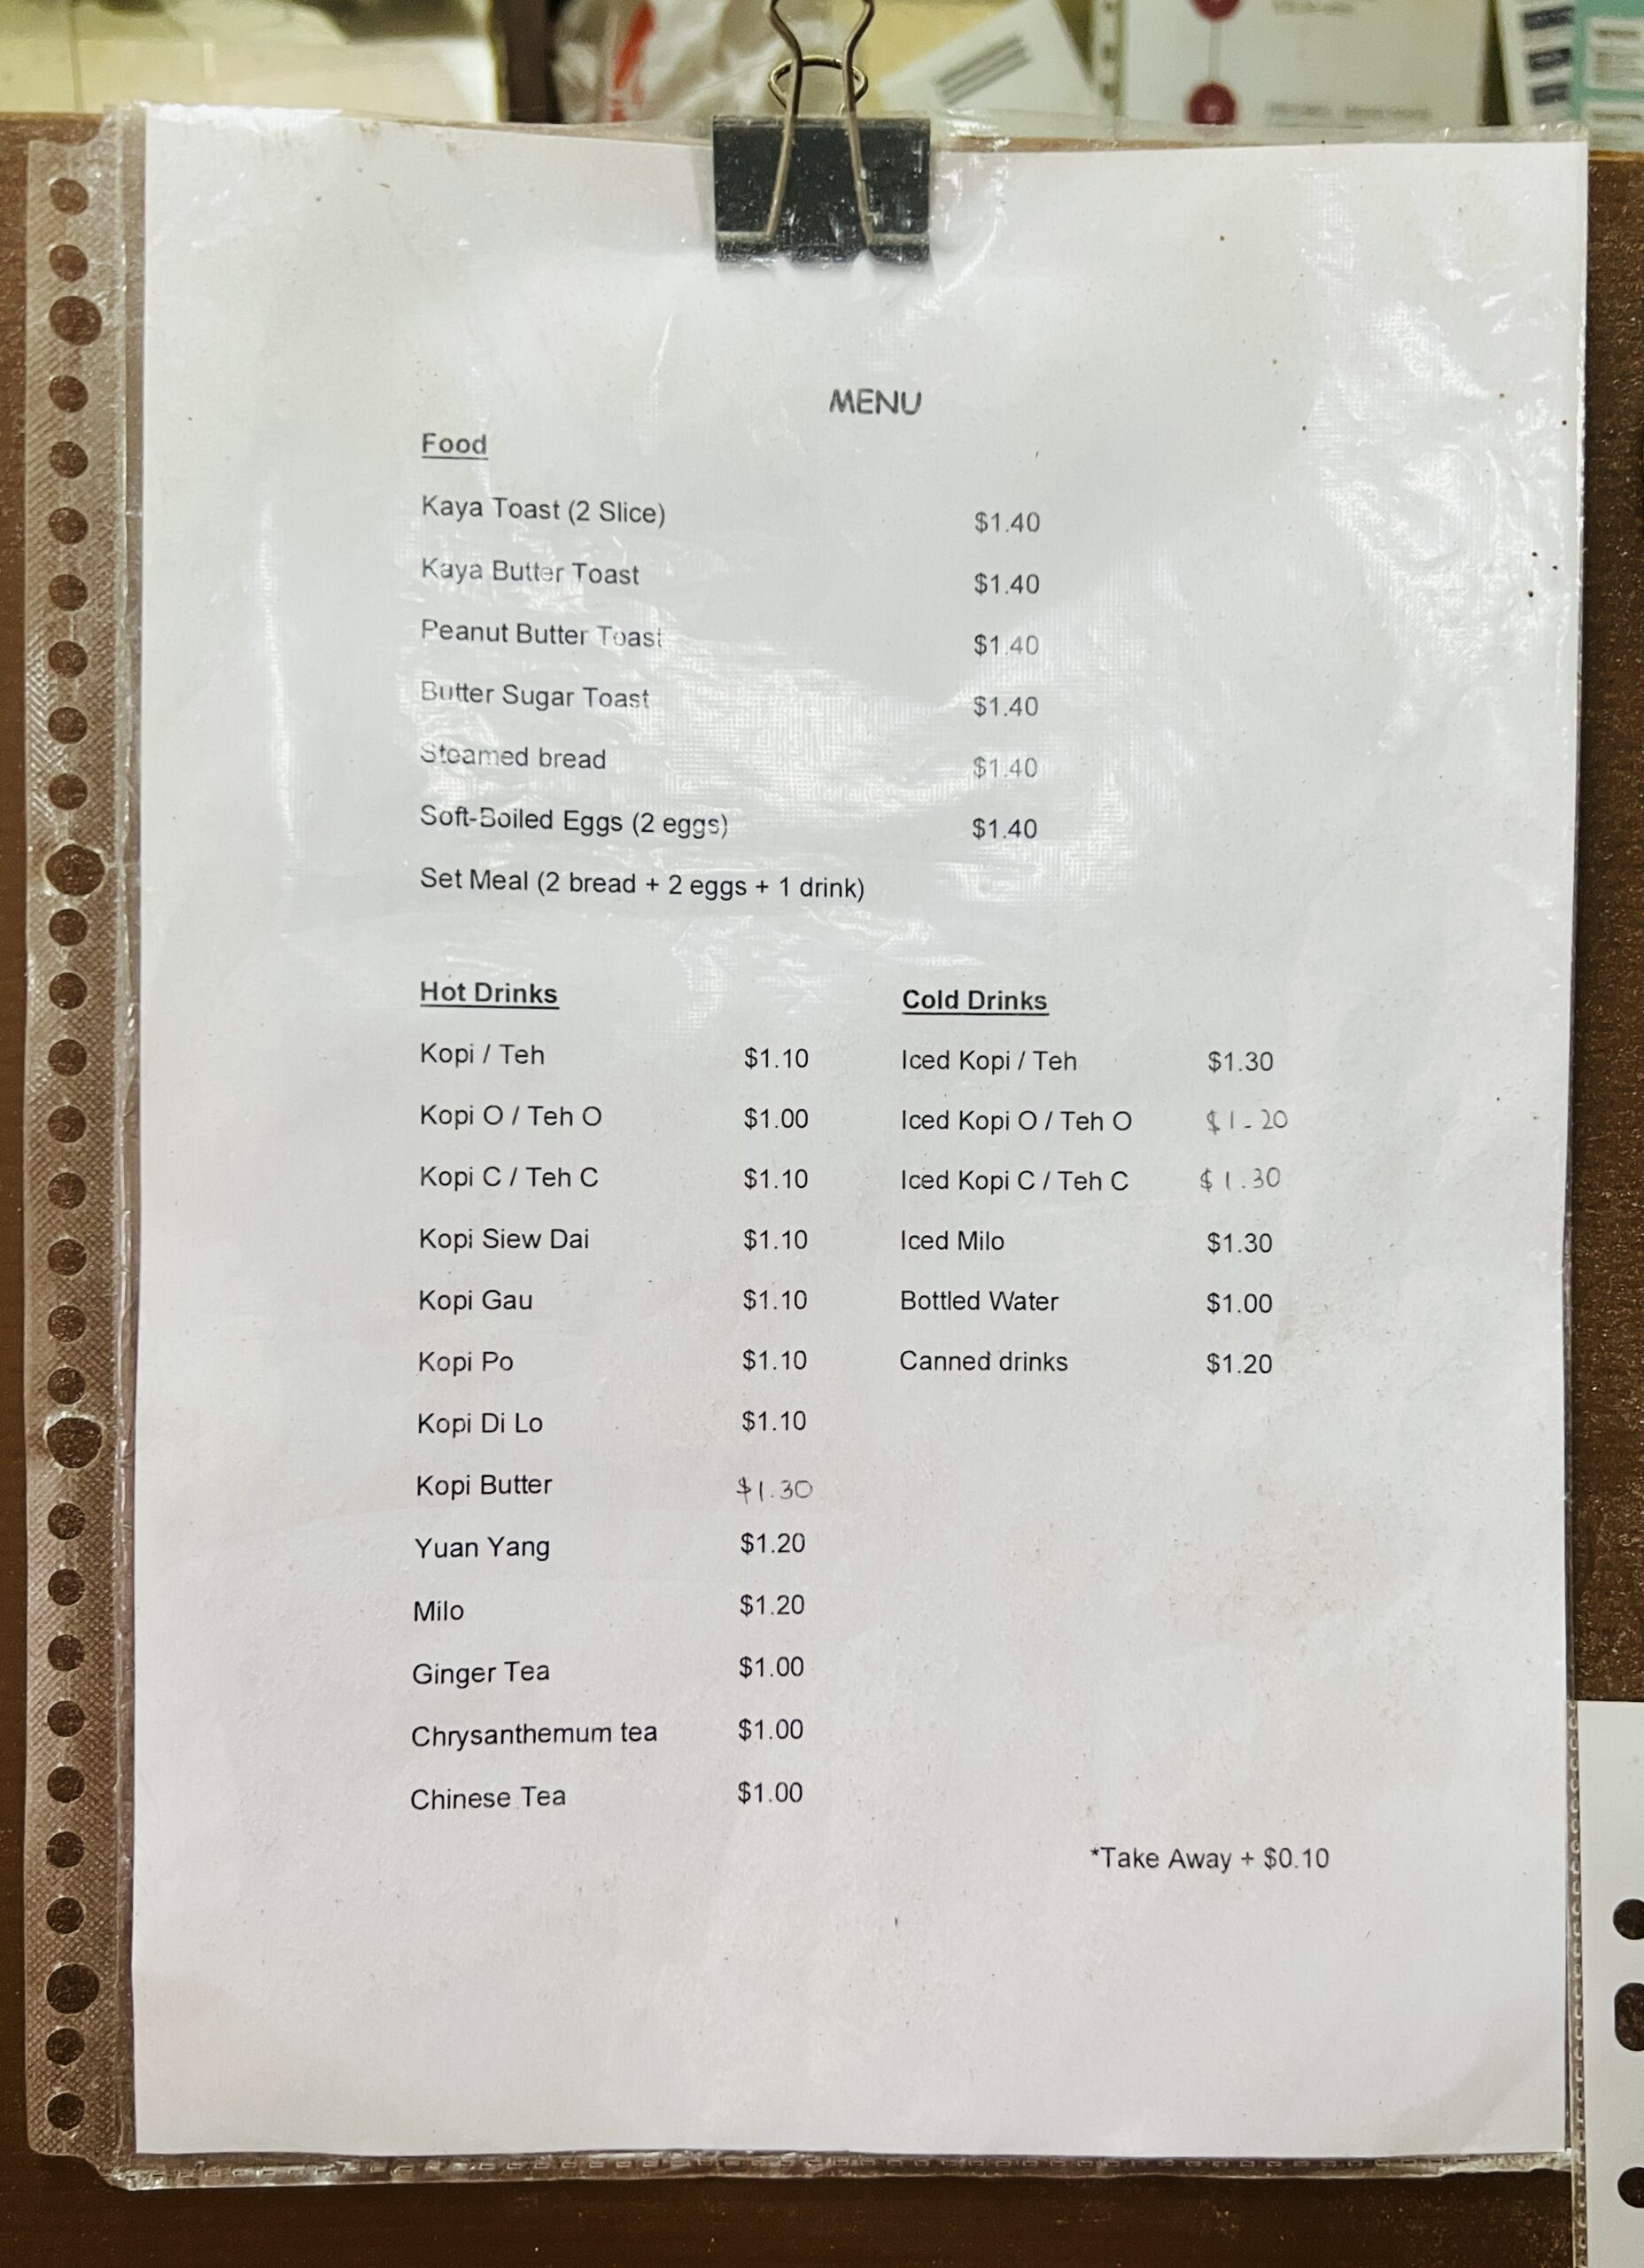 MENU
Food
Kaya Toast (2 Slice) $1.40
Kaya Butter Toast $1.40
Peanut Butter Toast $1.40
Butter Sugar Toast $1.40
Steamed bread $1.40
Soft-Boiled Eggs (2 eggs) $1.40
Set Meal (2 bread + 2 eggs + 1 drink)
Hot Drinks
Kopi / Teh $1.10
Kopi O / Teh O $1.00
Kopi C / Teh C $1.10
Kopi Siew Dai $1.10
Kopi Gau $1.10
Kopi Po $1.10
Kopi Di Lo $1.10
Kopi Butter $1.30
Yuan Yang $1.20
Milo $1.20
Ginger Tea $1.00
Chrysanthemum tea $1.00
Chinese Tea $1.00
Cold Drinks
Iced Kopi / Teh $1.30
Iced Kopi O / Teh O $1.20
Iced Kopi C / Teh C $1.30
Iced Milo $1.30
Bottled Water $1.00
Canned drinks $1.20
*Take Away + $0.10